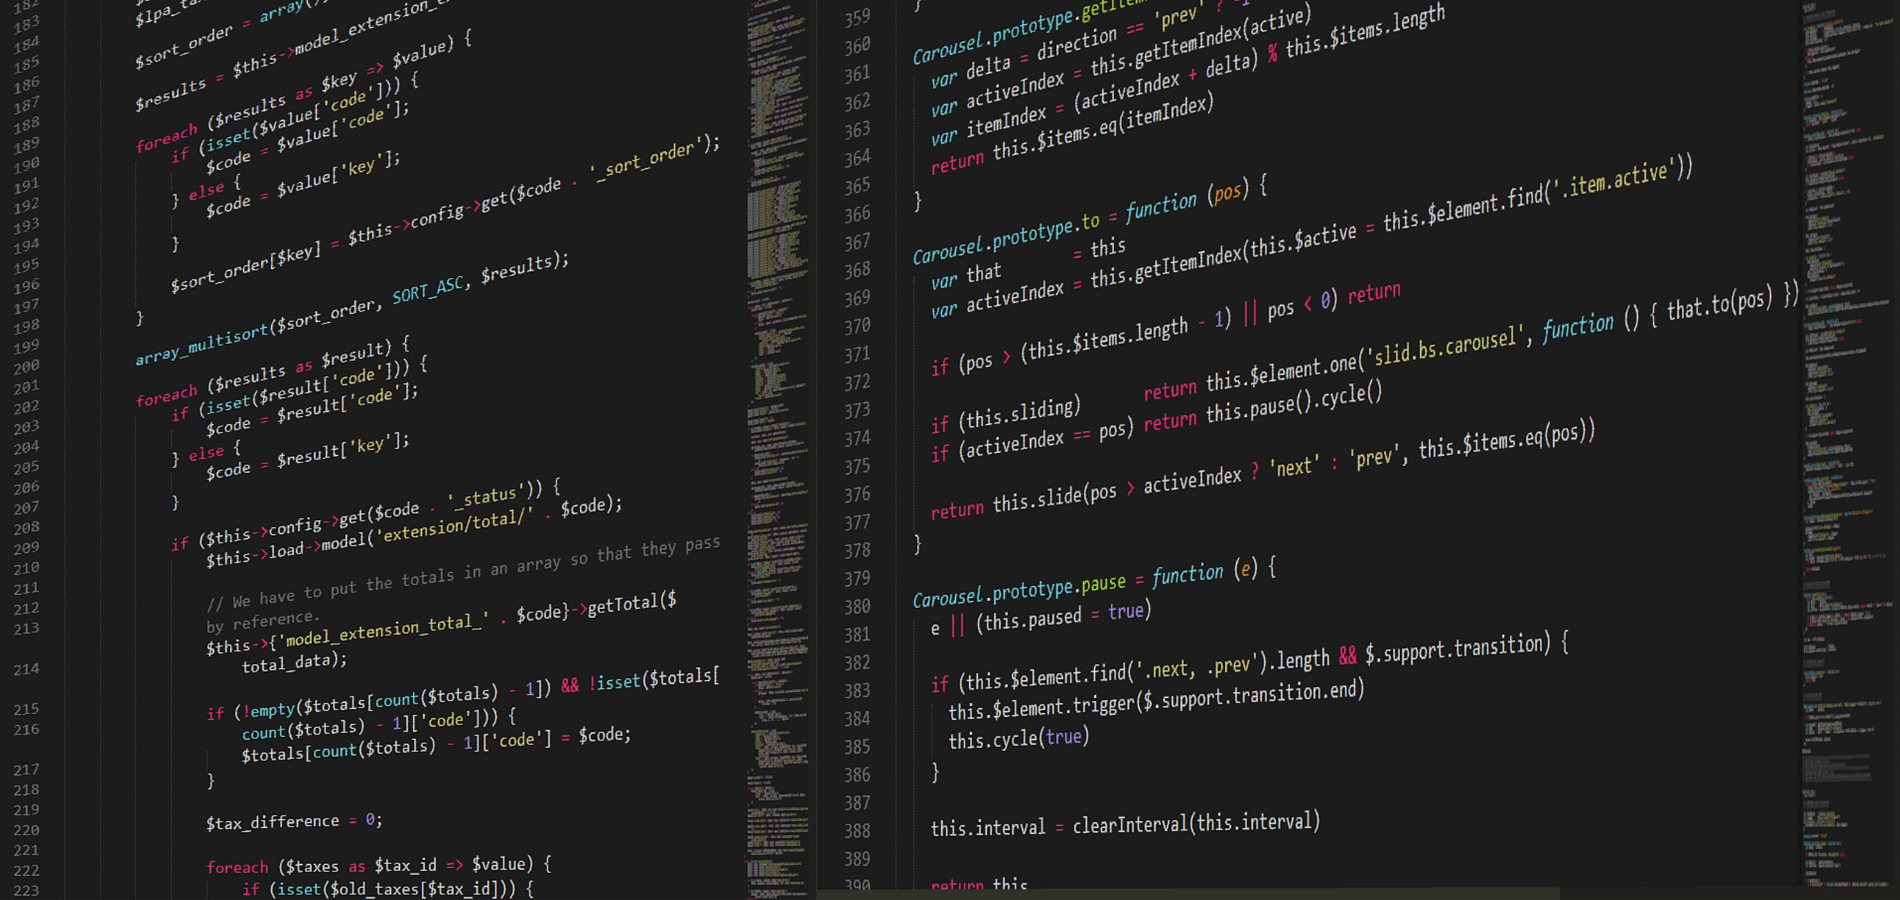 182
183
184
185
186
187
188
189
190
191
192
193
194
195
196
197
198
199
200
201
202
203
204
205
206
207
208
209
210
211
212
213
214
215
216
217
218
219
220
221
222
223
$sort_order = array();
$results = $this->model_extension_
foreach ($results as $key => $value) {
if (isset($value['code'])) {
$code = $value['code'];
} else {
$code = $value['key'];
}
$sort_order[$key] = $this->config->get($code . '_sort_order');
}
array_multisort($sort_order, SORT_ASC, $results);
foreach ($results as $result) {
if (isset($result['code'])) {
$code = $result['code'];
} else {
$code = $result['key'];
}
if ($this->config->get($code . '_status')) {
$this->load->model('extension/total/' . $code);
// We have to put the totals in an array so that they pass
by reference.
$this->{'model_extension_total_' . $code}->getTotal($
total_data);
if (!empty($totals[count($totals) - 1]) && !isset($totals[
count($totals) - 1]['code'])) {
$totals[count($totals) - 1]['code'] = $code;
}
$tax_difference = 0;
foreach ($taxes as $tax_id => $value) {
if (isset($old_taxes[$tax_id])) {
359
360
361
362
363
364
365
366
367
368
369
370
371
372
373
374
375
376
377
378
379
380
381
382
383
384
385
386
387
388
389
390
}
Carousel.prototype.getItem
var delta = direction == 'prev' ?
var activeIndex = this.getItemIndex(active)
var itemIndex = (activeIndex + delta) % this.$items.length
return this.$items.eq(itemIndex)
}
Carousel.prototype.to = function (pos) {
var that = this
var activeIndex = this.getItemIndex(this.$active = this.$element.find('.item.active'))
if (pos > (this.$items.length - 1) || pos < 0) return
if (this.sliding) return this.$element.one('slid.bs.carousel', function () { that.to(pos) })
if (activeIndex == pos) return this.pause().cycle()
return this.slide(pos > activeIndex ? 'next' : 'prev', this.$items.eq(pos))
}
Carousel.prototype.pause = function (e) {
e || (this.paused = true)
if (this.$element.find('.next, .prev').length && $.support.transition) {
this.$element.trigger($.support.transition.end)
this.cycle(true)
}
this.interval = clearInterval(this.interval)
return this